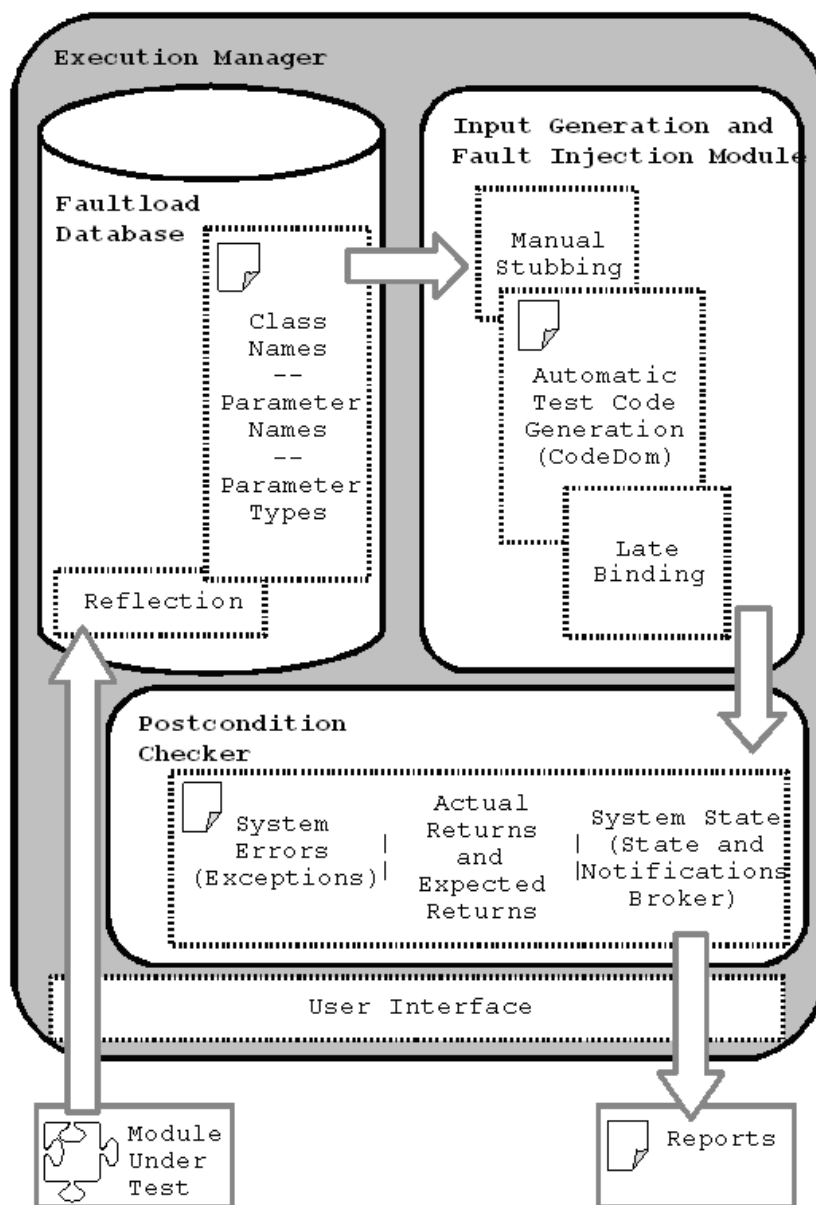 Execution Manager
Faultload
Database
Class
Names
--
Parameter
Names
--
Parameter
Types
Reflection
Input Generation and
Fault Injection Module
Manual
Stubbing
Automatic
Test Code
Generation
(CodeDom)
Late
Binding
Postcondition
Checker
System
Errors
(Exceptions)
Actual
Returns
and
Expected
Returns
System State
(State and
Notifications
Broker)
User Interface
Module
Under
Test
Reports